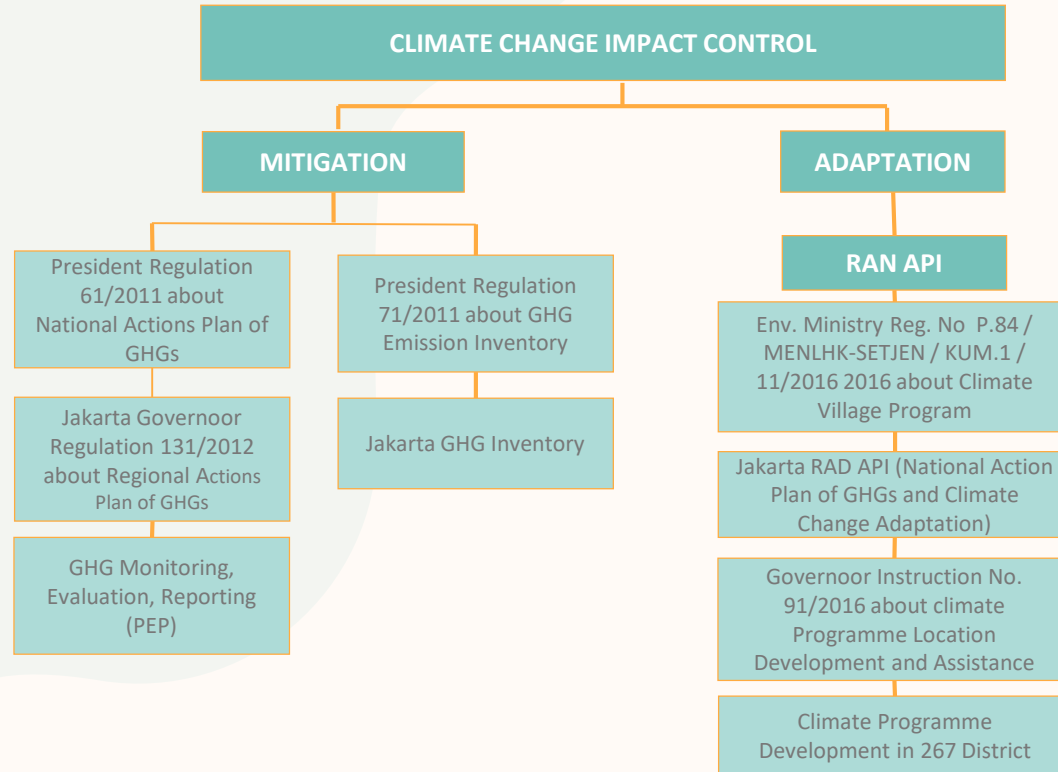 CLIMATE CHANGE IMPACT CONTROL
MITIGATION
ADAPTATION
President Regulation
61/2011 about
National Actions Plan of
GHGs
Jakarta Governoor
Regulation 131/2012
about Regional Actions
Plan of GHGs
GHG Monitoring,
Evaluation, Reporting
(PEP)
President Regulation
71/2011 about GHG
Emission Inventory
Jakarta GHG Inventory
RAN API
Env. Ministry Reg. No P.84 /
MENLHK-SETJEN / KUM.1 /
11/2016 2016 about Climate
Village Program
Jakarta RAD API (National Action
Plan of GHGs and Climate
Change Adaptation)
Governoor Instruction No.
91/2016 about climate
Programme Location
Development and Assistance
Climate Programme
Development in 267 District